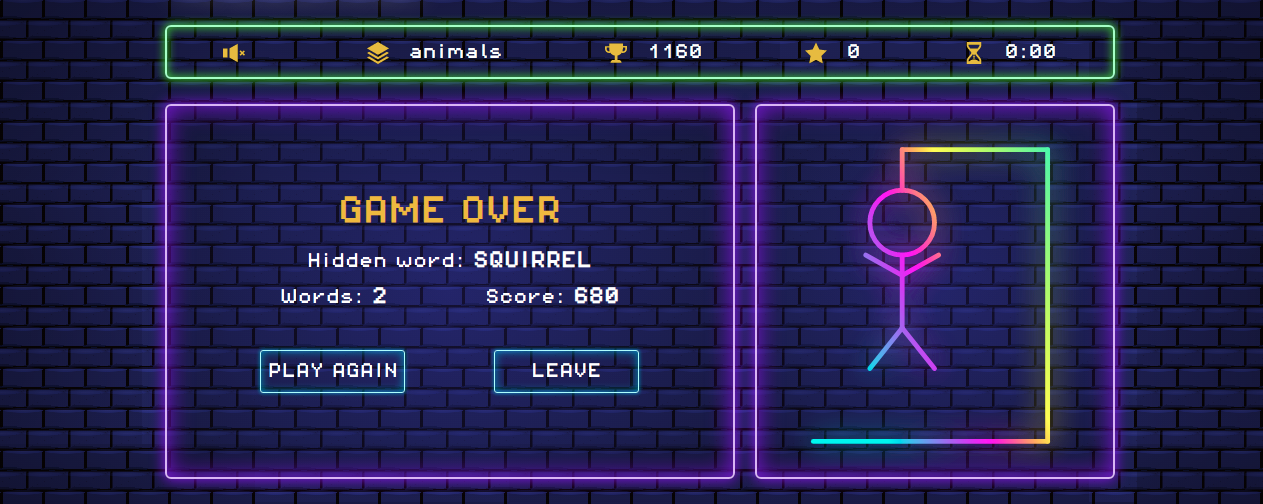 animals 1160 0 0:00
GAME OVER
Hidden word: SQUIRREL
Words: 2 Score: 680
PLAY AGAIN LEAVE